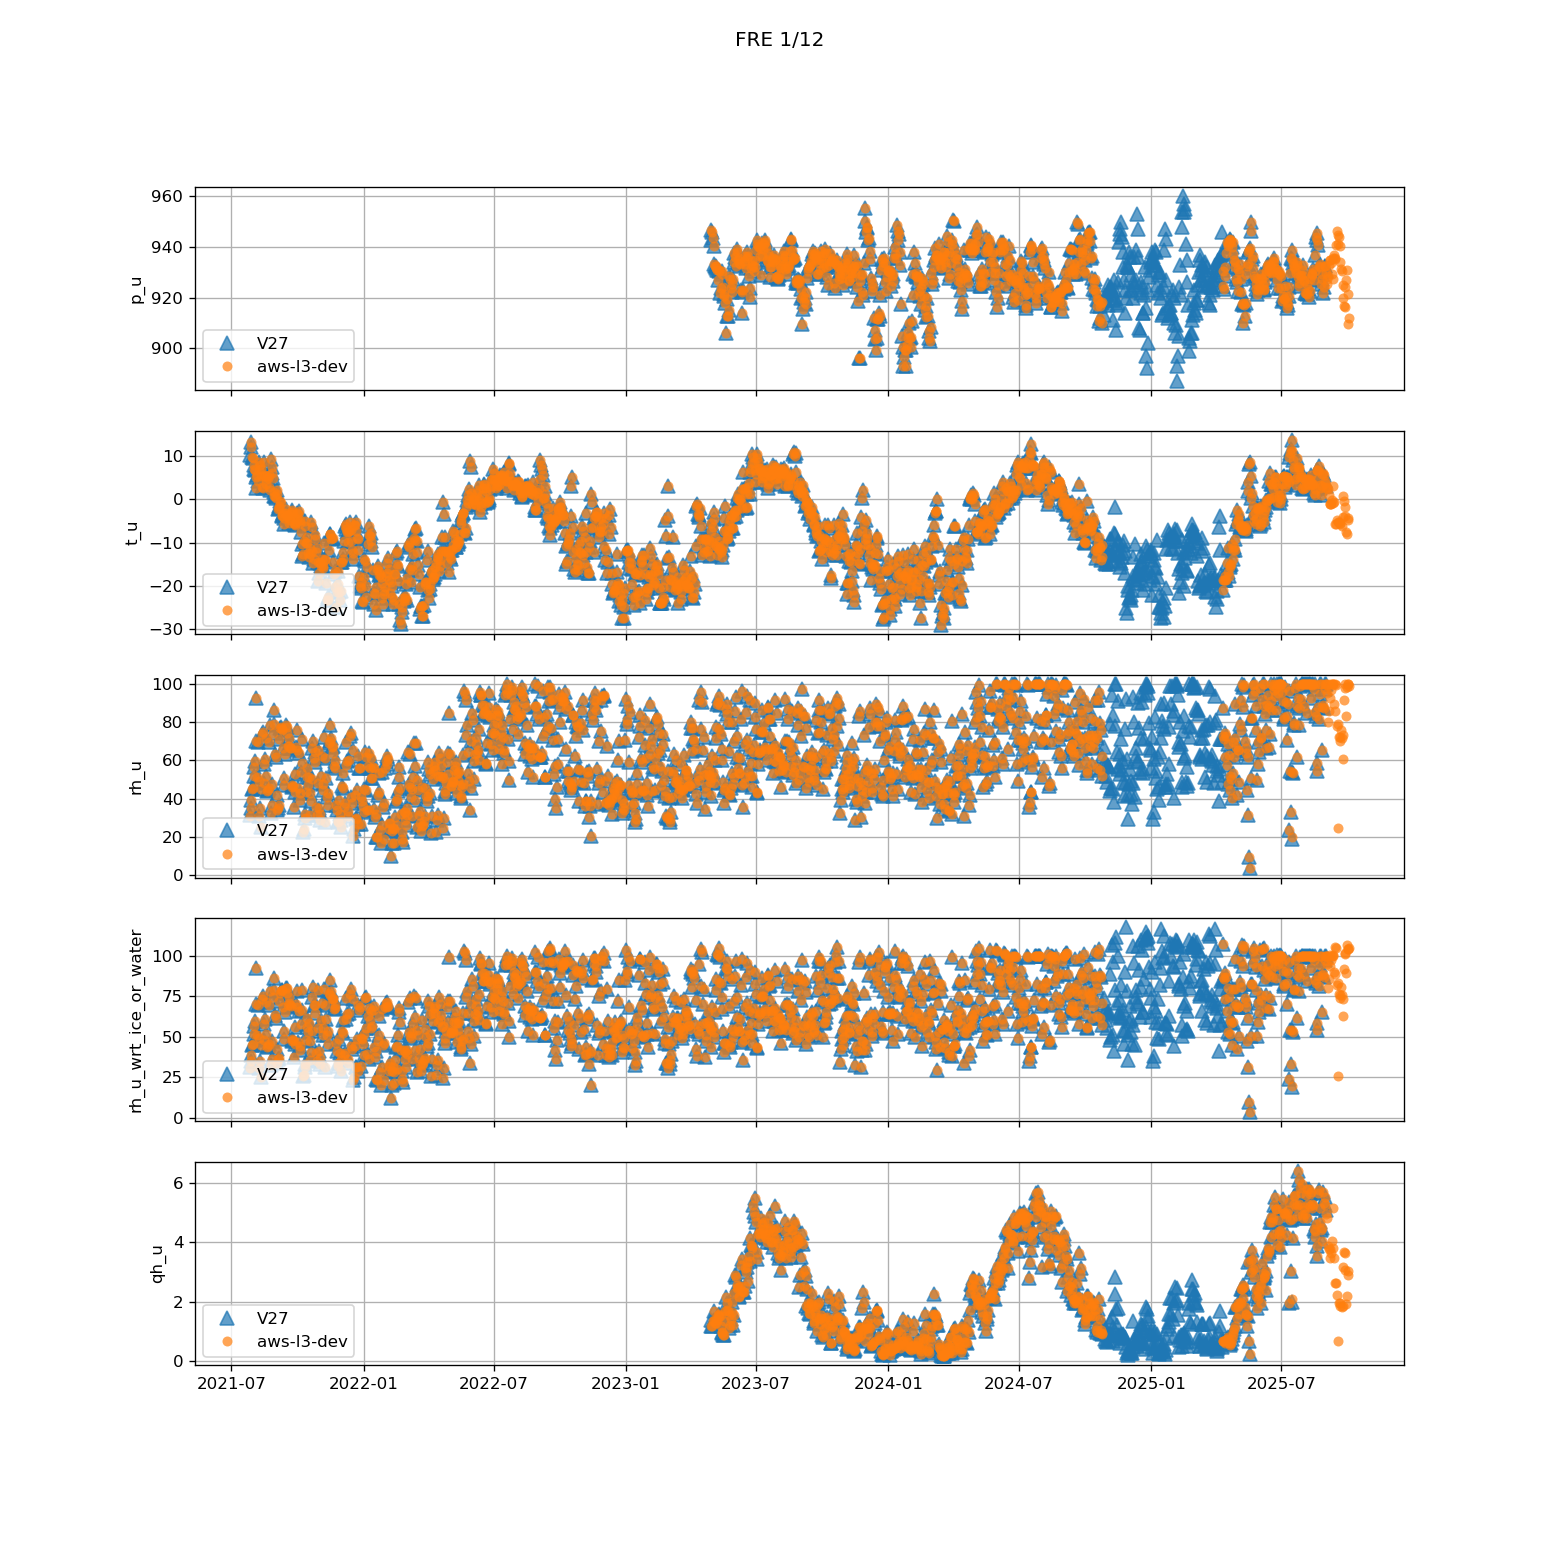 FRE 1/12
960
940
920
900
p_u
V27
aws-l3-dev
10
0
−10
−20
−30
t_u
V27
aws-l3-dev
100
80
60
40
20
0
rh_u
V27
aws-l3-dev
100
75
50
25
0
rh_u_wrt_ice_or_water
V27
aws-l3-dev
6
4
2
0
qh_u
V27
aws-l3-dev
2021-07 2022-01 2022-07 2023-01 2023-07 2024-01 2024-07 2025-01 2025-07